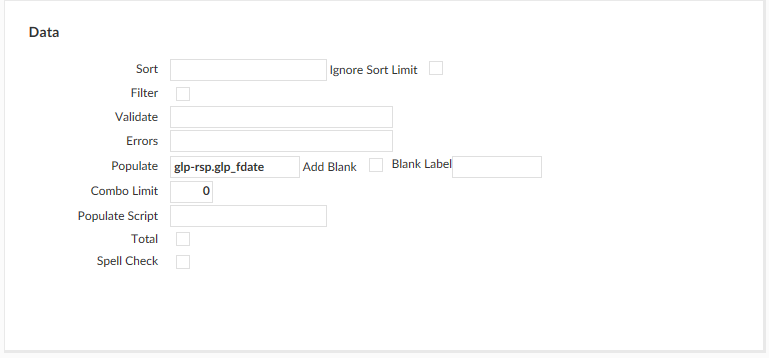 Data
Sort Ignore Sort Limit
Filter
Validate
Errors
Populate glp-rsp.glp_fdate Add Blank Blank Label
Combo Limit 0
Populate Script
Total
Spell Check